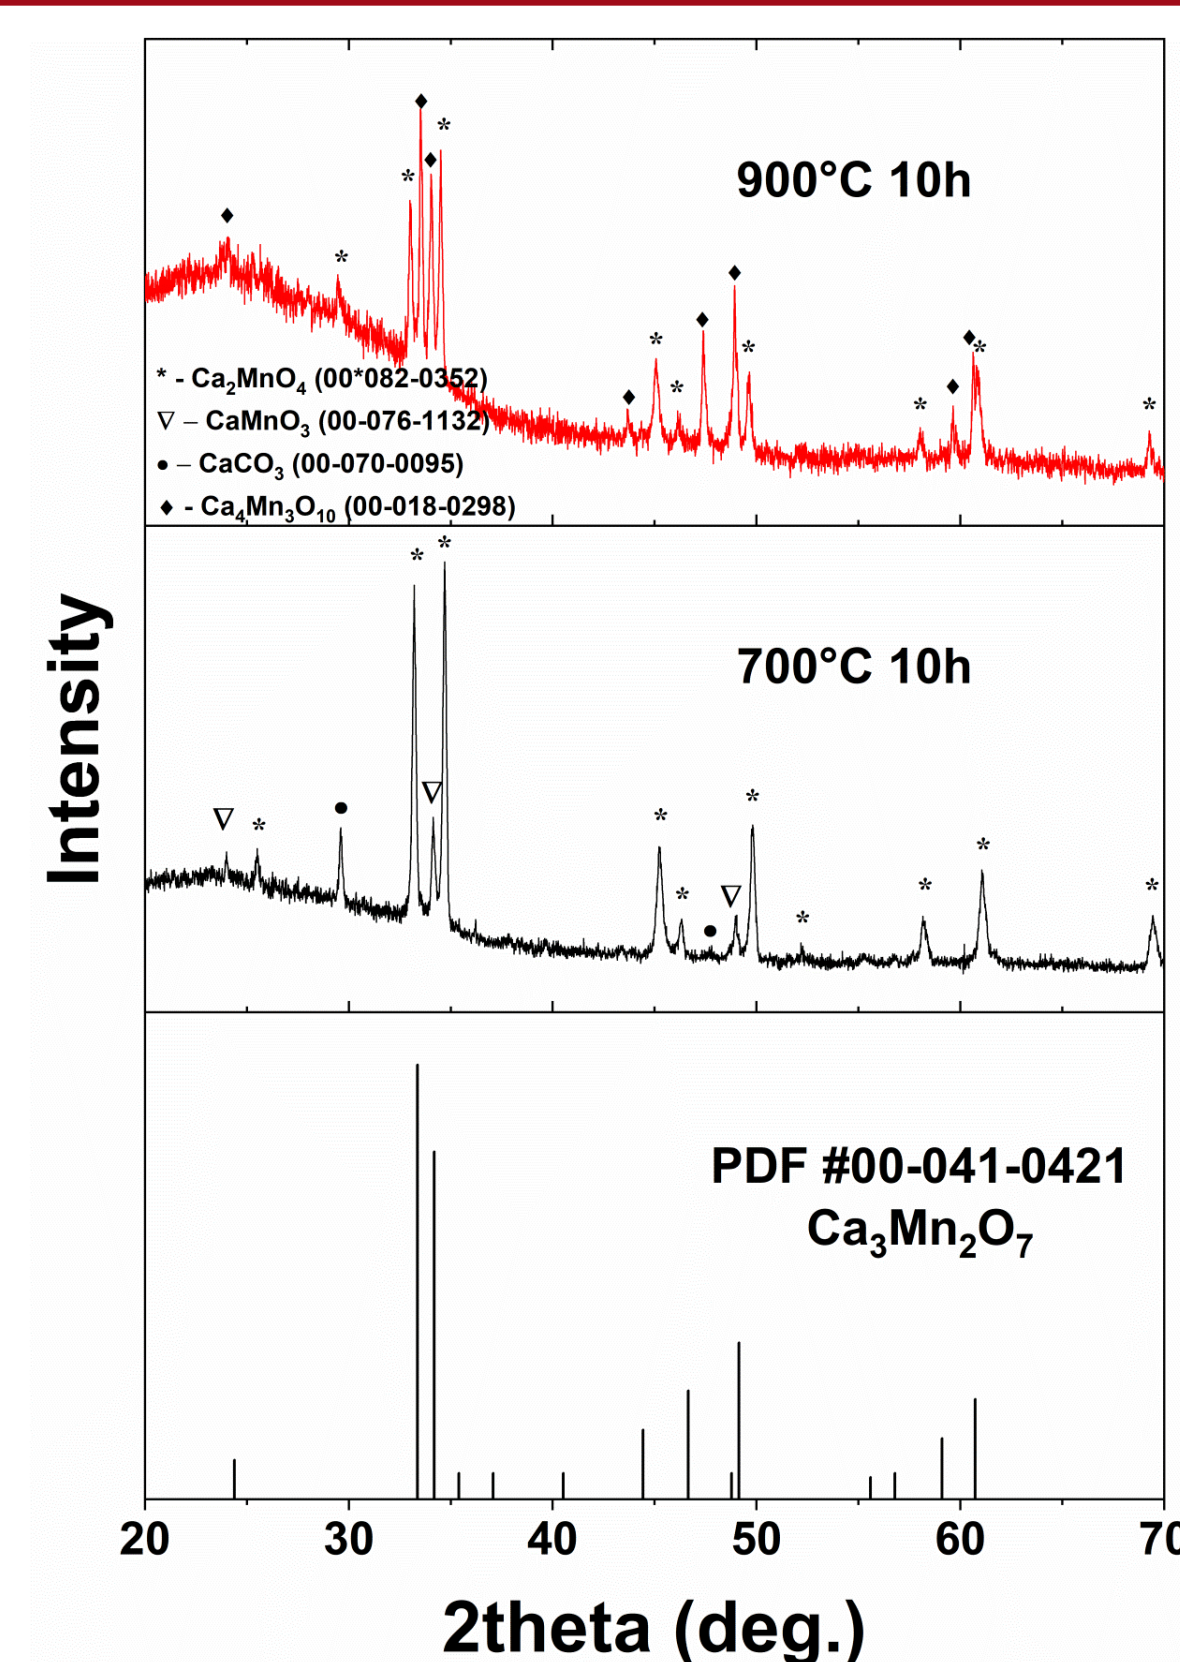 900°C 10h
* - Ca₂MnO₄ (00*082-0352)
▽ – CaMnO₃ (00-076-1132)
● – CaCO₃ (00-070-0095)
♦ - Ca₄Mn₃O₁₀ (00-018-0298)
700°C 10h
Intensity
PDF #00-041-0421
Ca₃Mn₂O₇
20 30 40 50 60 70
2theta (deg.)